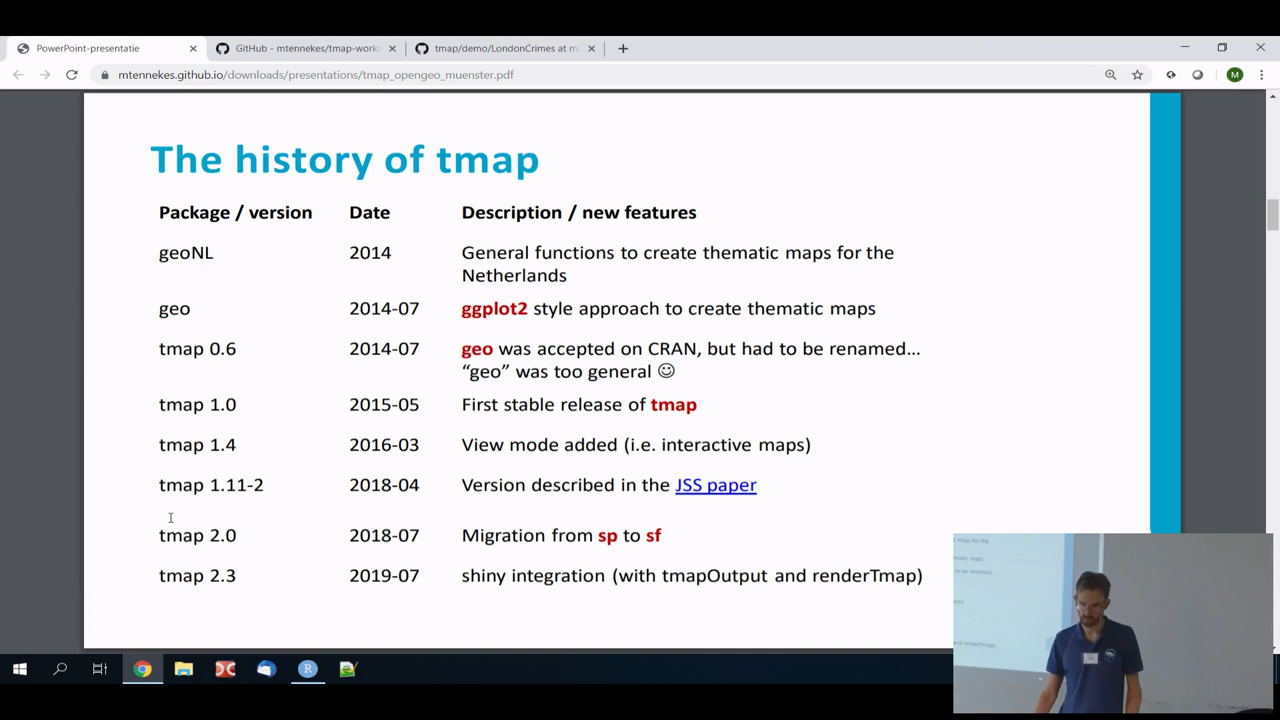 PowerPoint-presentatie
GitHub - mtennekes/tmap-works
tmap/demo/LondonCrimes at m
mtennekes.github.io/downloads/presentations/tmap_opengeo_muenster.pdf
M
The history of tmap
Package / version Date Description / new features
geoNL 2014 General functions to create thematic maps for the
Netherlands
geo 2014-07 ggplot2 style approach to create thematic maps
tmap 0.6 2014-07 geo was accepted on CRAN, but had to be renamed…
“geo” was too general ☺
tmap 1.0 2015-05 First stable release of tmap
tmap 1.4 2016-03 View mode added (i.e. interactive maps)
tmap 1.11-2 2018-04 Version described in the JSS paper
tmap 2.0 2018-07 Migration from sp to sf
tmap 2.3 2019-07 shiny integration (with tmapOutput and renderTmap)
R